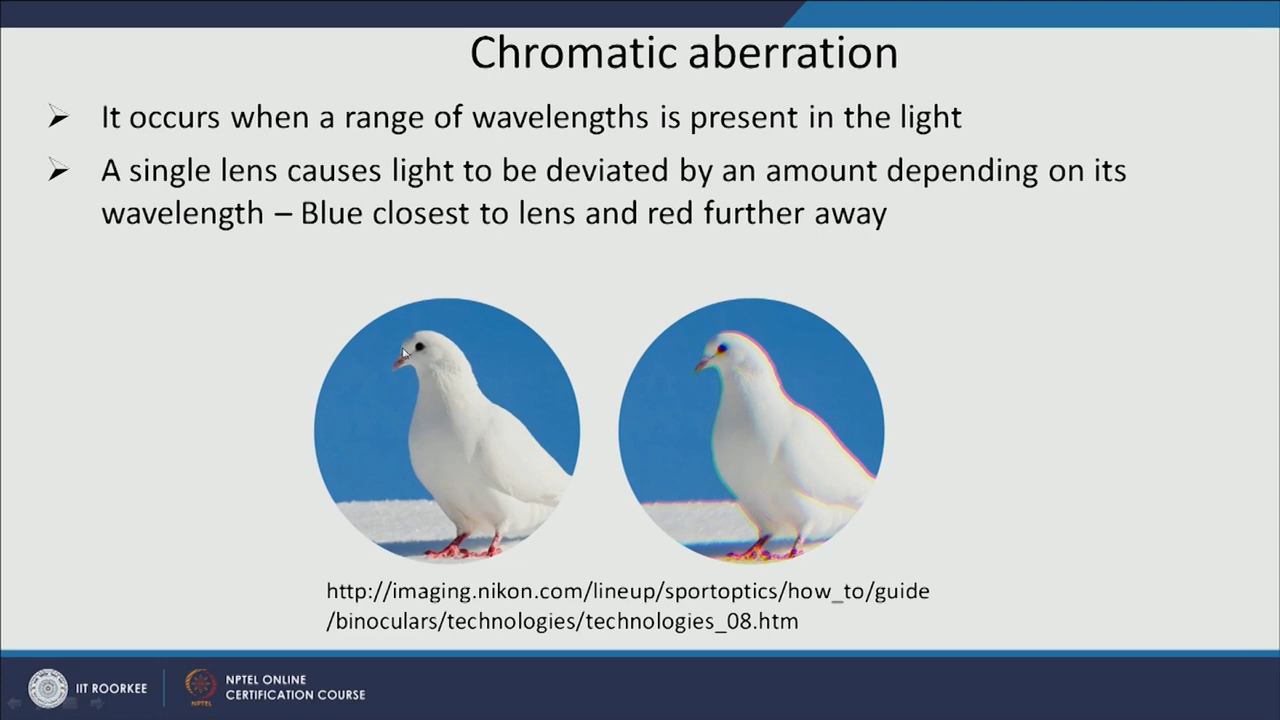 Chromatic aberration
It occurs when a range of wavelengths is present in the light
A single lens causes light to be deviated by an amount depending on its
wavelength – Blue closest to lens and red further away
http://imaging.nikon.com/lineup/sportoptics/how_to/guide
/binoculars/technologies/technologies_08.htm
IIT ROORKEE
NPTEL
NPTEL ONLINE
CERTIFICATION COURSE